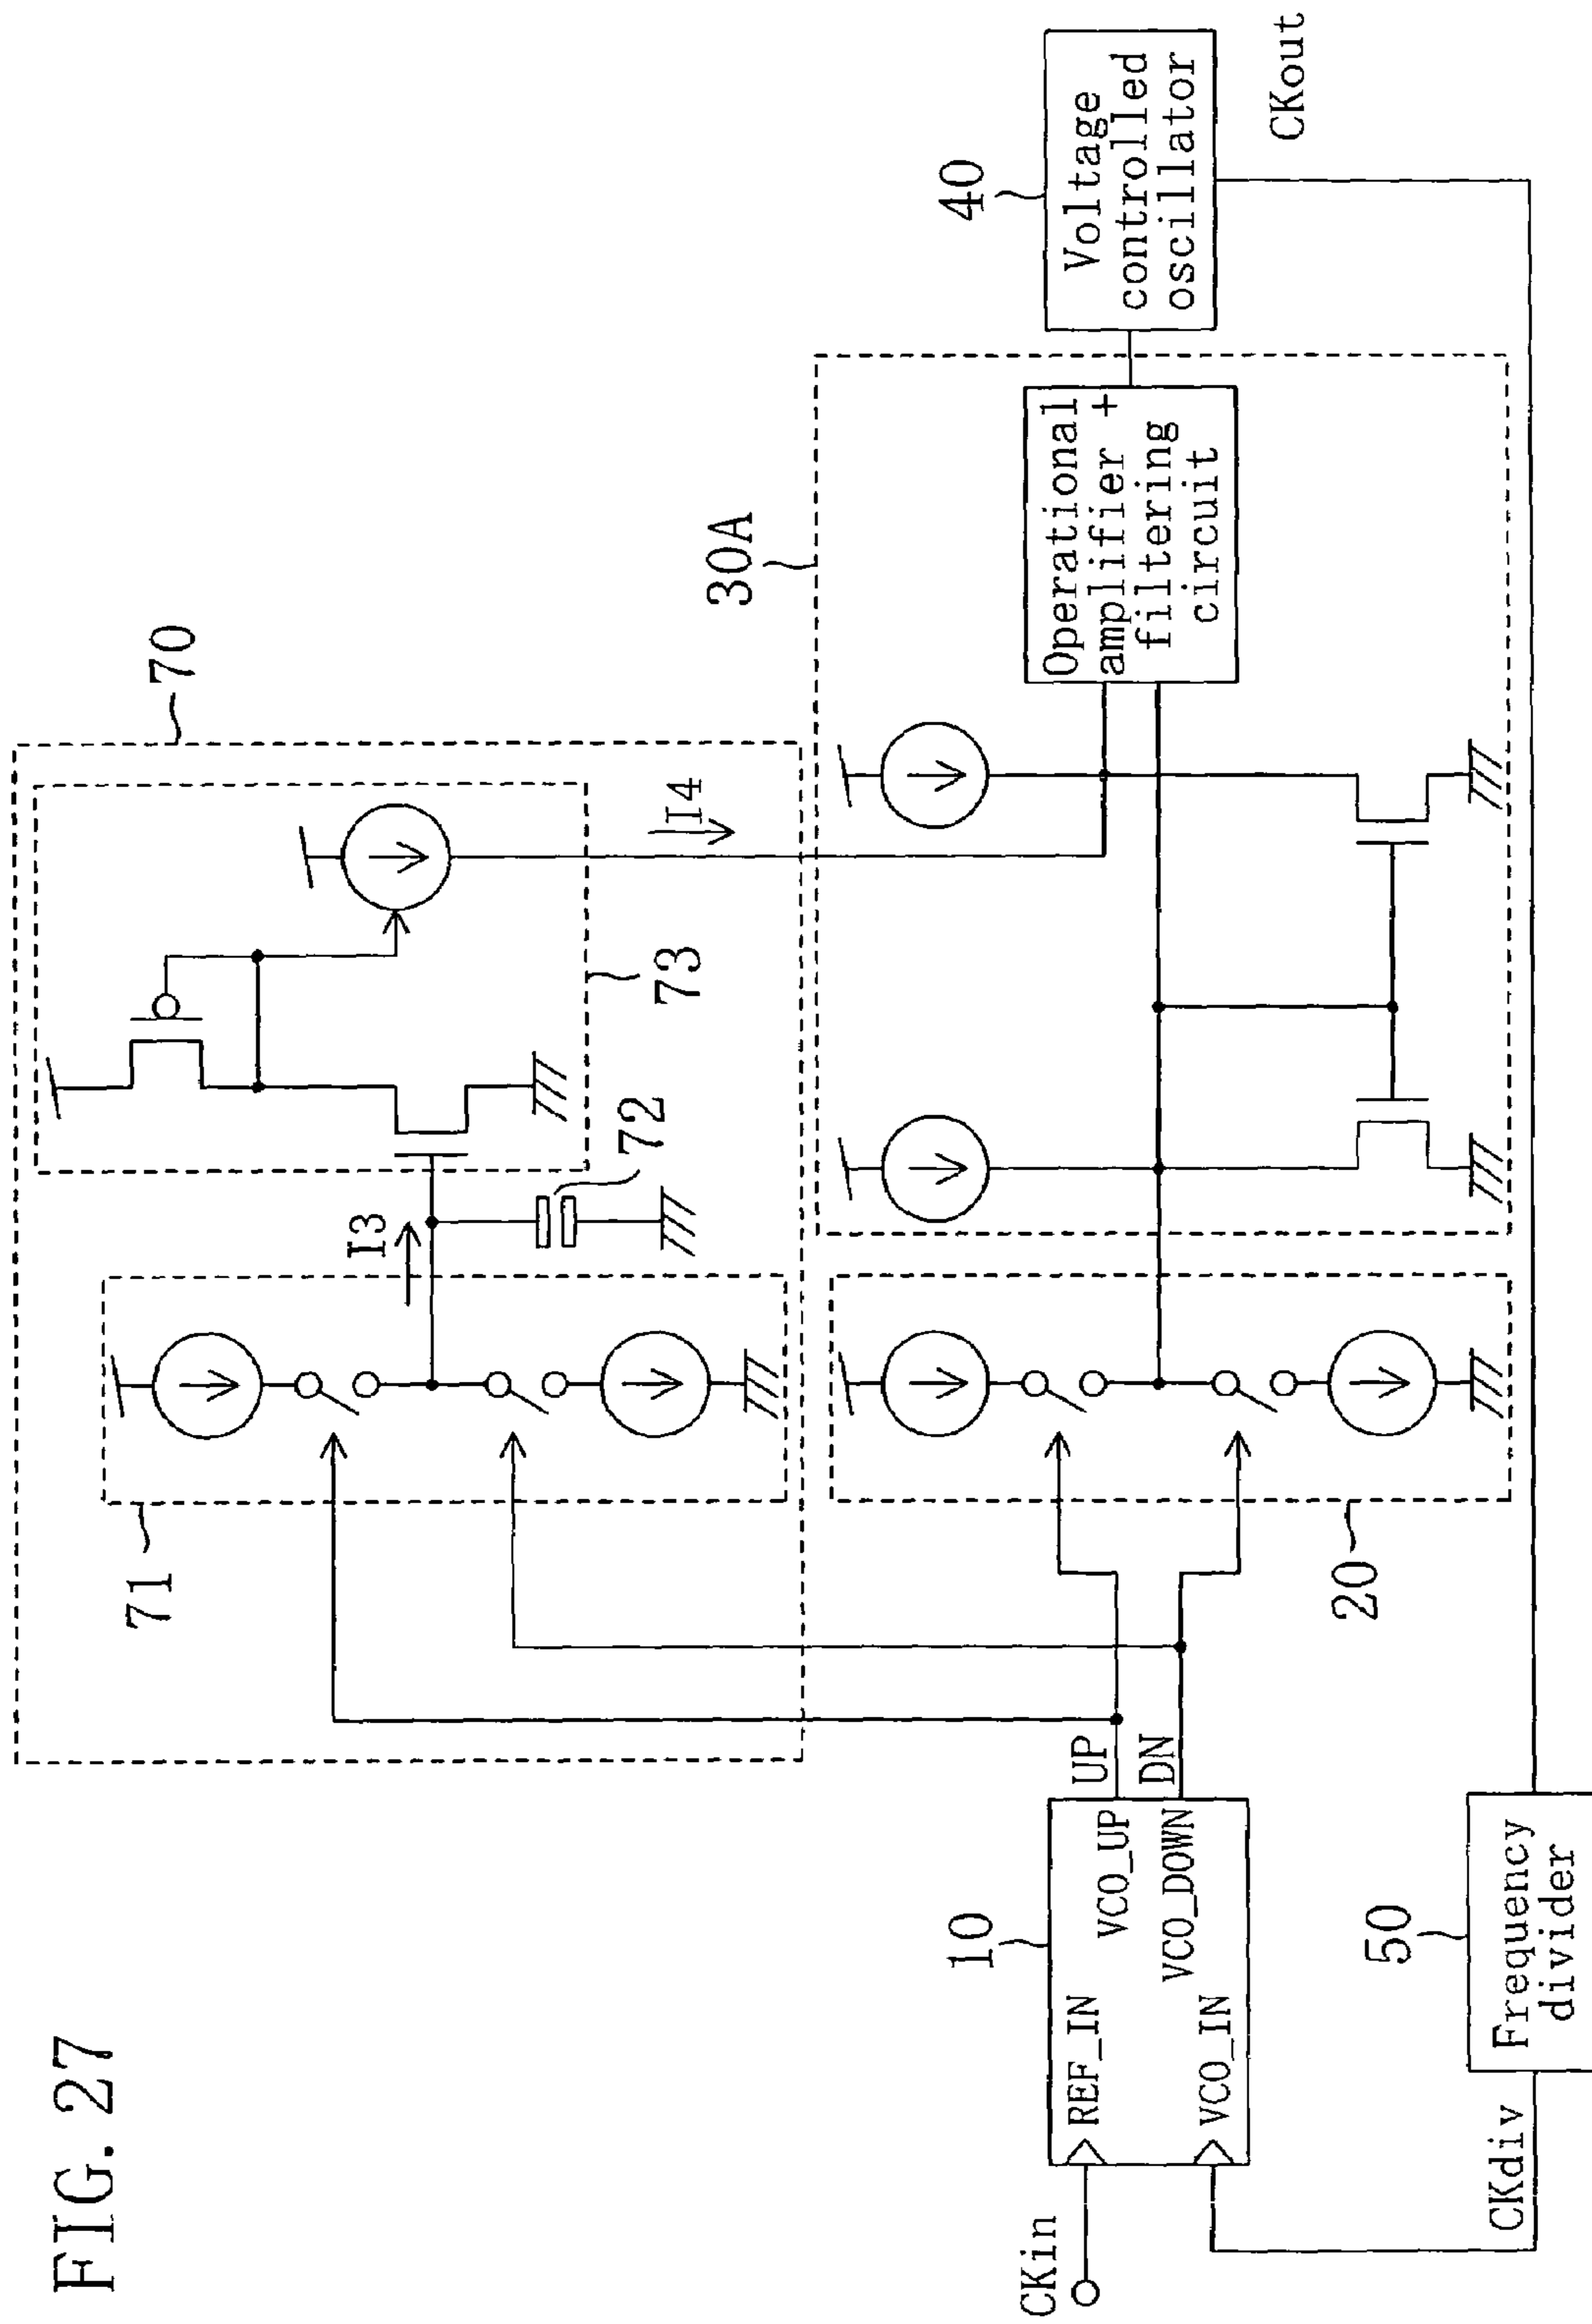 FIG. 27
70
71
I3
72
73
I4
30A
40
Operational
amplifier +
filtering
circuit
Voltage
controlled
oscillator
CKout
20
UP
DN
10
REF_IN
VCO_UP
VCO_DOWN
VCO_IN
CKin
50
CKdiv
Frequency
divider